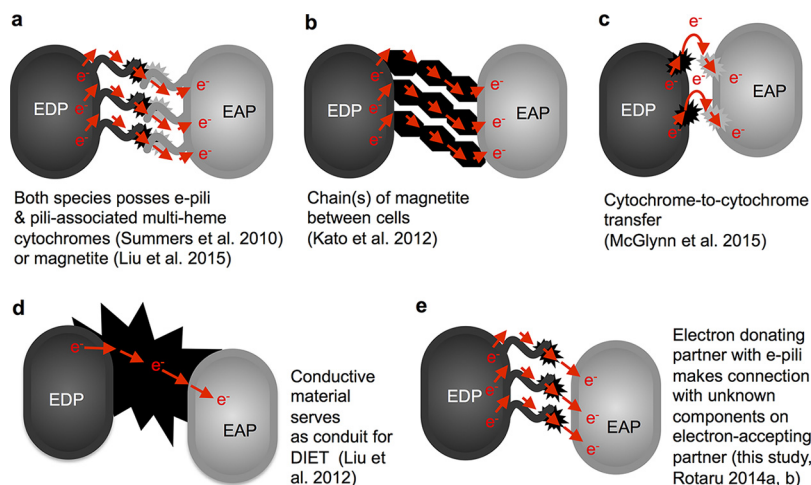 a
e-
e-
e-
EDP
EAP
e-
e-
e-
Both species posses e-pili
& pili-associated multi-heme
cytochromes (Summers et al. 2010)
or magnetite (Liu et al. 2015)
b
e-
e-
e-
EDP
EAP
e-
e-
e-
Chain(s) of magnetite
between cells
(Kato et al. 2012)
c
e-
e-
e-
EDP
EAP
e-
e-
e-
Cytochrome-to-cytochrome
transfer
(McGlynn et al. 2015)
d
e-
e-
e-
EDP
EAP
Conductive
material
serves
as conduit for
DIET (Liu
et al. 2012)
e
e-
e-
e-
EDP
EAP
e-
e-
e-
Electron donating
partner with e-pili
makes connection
with unknown
components on
electron-accepting
partner (this study,
Rotaru 2014a, b)